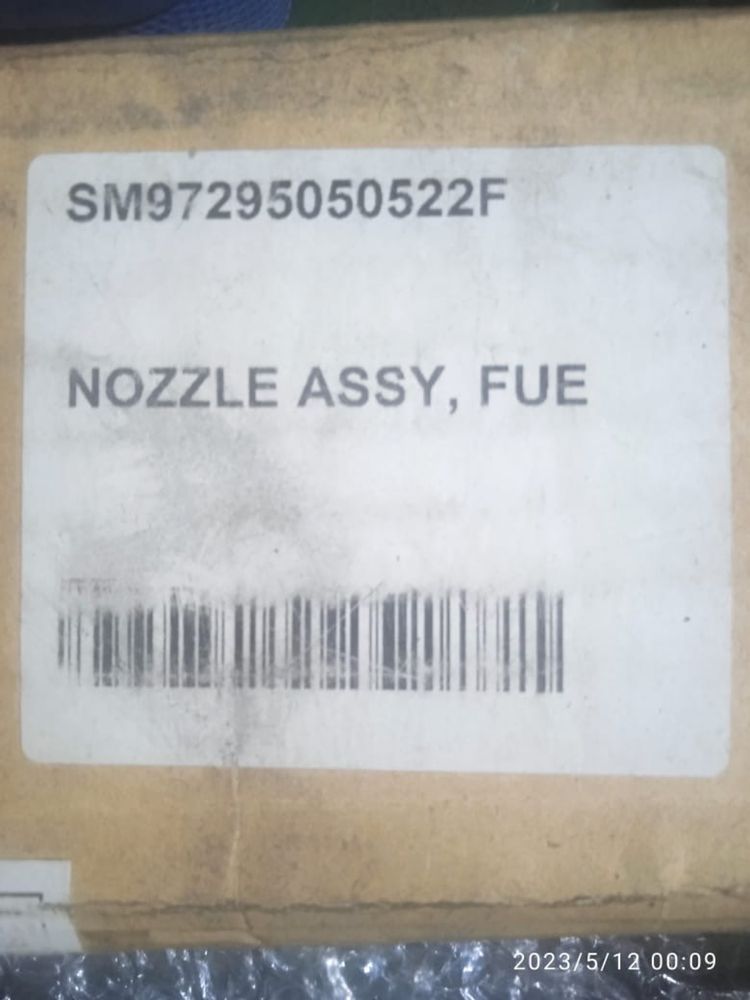 SM97295050522F
NOZZLE ASSY, FUE
2023/5/12 00:09